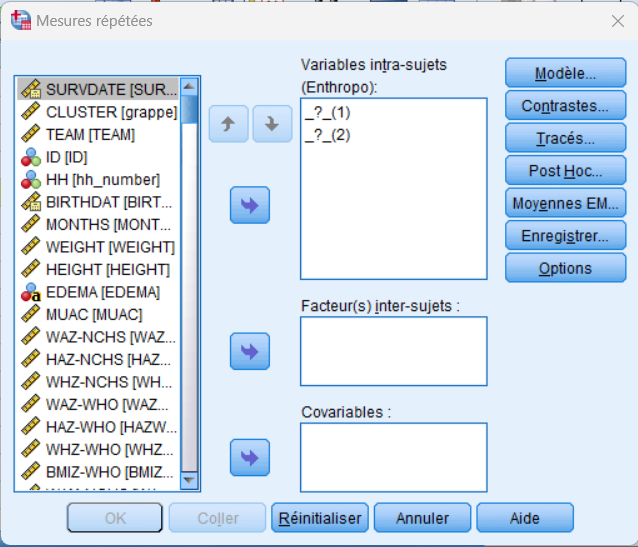 Mesures répétées
SURVDATE [SUR...
CLUSTER [grappe]
TEAM [TEAM]
ID [ID]
HH [hh_number]
BIRTHDAT [BIRT...
MONTHS [MONT...
WEIGHT [WEIGHT]
HEIGHT [HEIGHT]
EDEMA [EDEMA]
MUAC [MUAC]
WAZ-NCHS [WAZ...
HAZ-NCHS [HAZ...
WHZ-NCHS [WH...
WAZ-WHO [WAZ...
HAZ-WHO [HAZW...
WHZ-WHO [WHZ...
BMIZ-WHO [BMIZ...
Variables intra-sujets
(Enthropo):
_?_(1)
_?_(2)
Facteur(s) inter-sujets :
Covariables :
Modèle...
Contrastes...
Tracés...
Post Hoc...
Moyennes EM...
Enregistrer...
Options
OK
Coller
Réinitialiser
Annuler
Aide